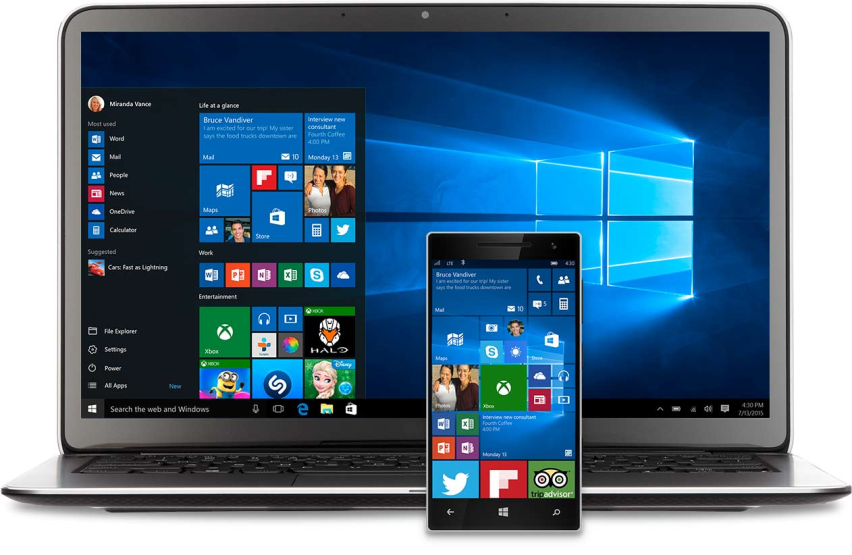 Miranda Vance
Most used
Word
Mail
People
News
OneDrive
Calculator
Suggested
Cars: Fast as Lightning
File Explorer
Settings
Power
All Apps
New
Life at a glance
Bruce Vandiver
I am excited for our trip! My sister
says the food trucks downtown are
Mail
10
Interview new
consultant
Fourth Coffee
4:00 PM
Monday 13
Maps
Store
Photos
Work
Entertainment
Xbox
XBOX
HALO
XBOX
Disney
Search the web and Windows
4:30 PM
7/13/2015
LTE
4:30
Bruce Vandiver
I am excited for our trip! My sister
says the food trucks downtown are
Mail
10
5
Maps
Store
Photos
Xbox
Interview new consultant
Fourth Coffee
4:00 PM
Monday 13
tripadvisor